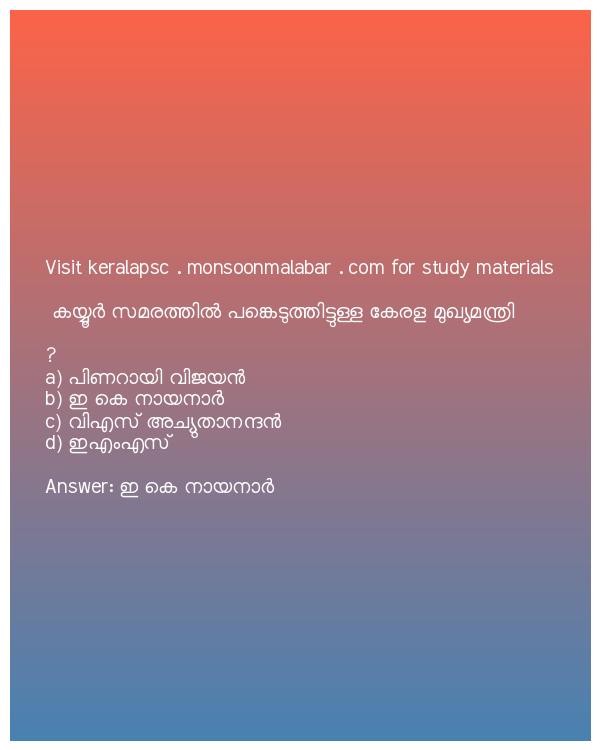 Visit keralapsc . monsoonmalabar . com for study materials
കയ്യൂർ സമരത്തിൽ പങ്കെടുത്തിട്ടുള്ള കേരള മുഖ്യമന്ത്രി
?
a) പിണറായി വിജയൻ
b) ഇ കെ നായനാർ
c) വിഎസ് അച്യുതാനന്ദൻ
d) ഇഎംഎസ്
Answer: ഇ കെ നായനാർ